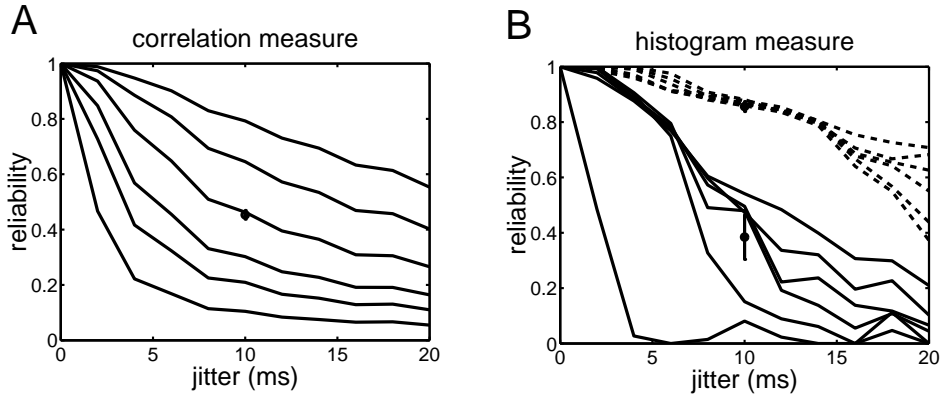 A
correlation measure
1
0.8
0.6
0.4
0.2
0
0 5 10 15 20
reliability
jitter (ms)
B
histogram measure
1
0.8
0.6
0.4
0.2
0
0 5 10 15 20
reliability
jitter (ms)